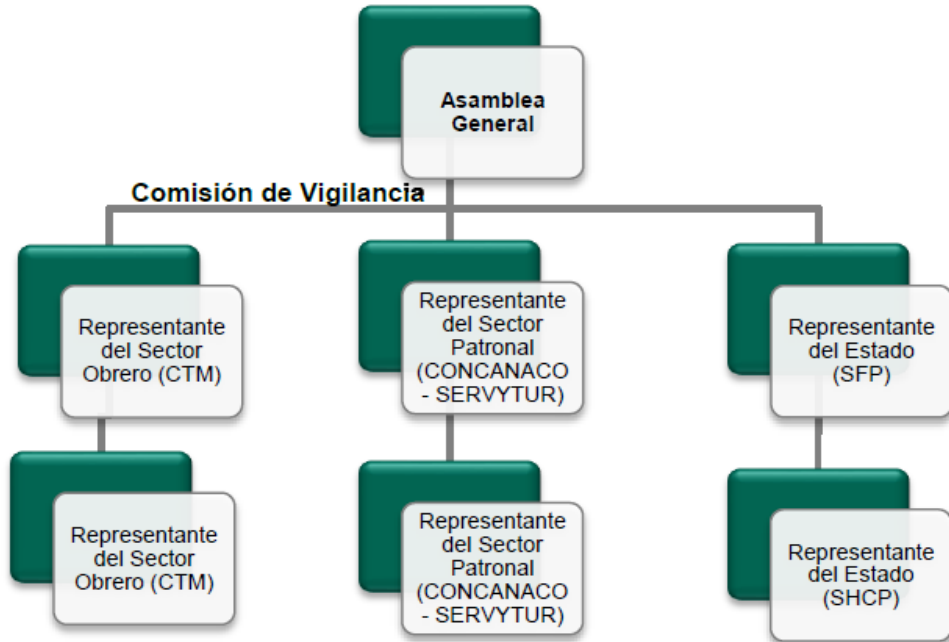 Asamblea
General
Comisión de Vigilancia
Representante
del Sector
Obrero (CTM)
Representante
del Sector
Patronal
(CONCANACO
- SERVYTUR)
Representante
del Estado
(SFP)
Representante
del Sector
Obrero (CTM)
Representante
del Sector
Patronal
(CONCANACO
- SERVYTUR)
Representante
del Estado
(SHCP)